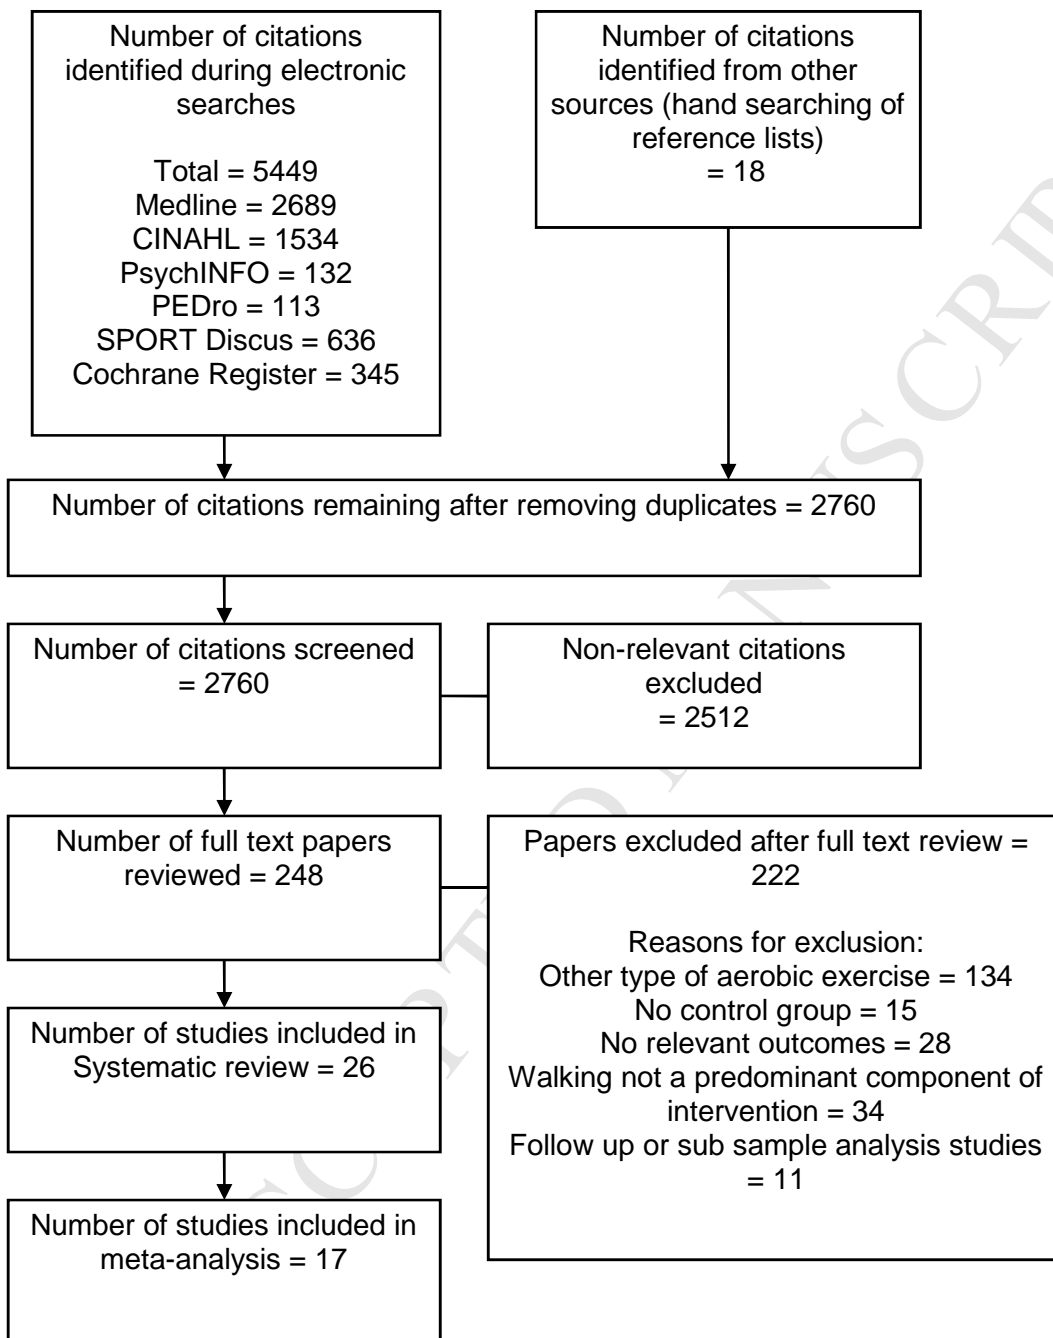 Number of citations
identified during electronic
searches
Total = 5449
Medline = 2689
CINAHL = 1534
PsychINFO = 132
PEDro = 113
SPORT Discus = 636
Cochrane Register = 345
Number of citations
identified from other
sources (hand searching of
reference lists)
= 18
Number of citations remaining after removing duplicates = 2760
Number of citations screened
= 2760
Non-relevant citations
excluded
= 2512
Number of full text papers
reviewed = 248
Papers excluded after full text review =
222
Reasons for exclusion:
Other type of aerobic exercise = 134
No control group = 15
No relevant outcomes = 28
Walking not a predominant component of
intervention = 34
Follow up or sub sample analysis studies
= 11
Number of studies included in
Systematic review = 26
Number of studies included in
meta-analysis = 17